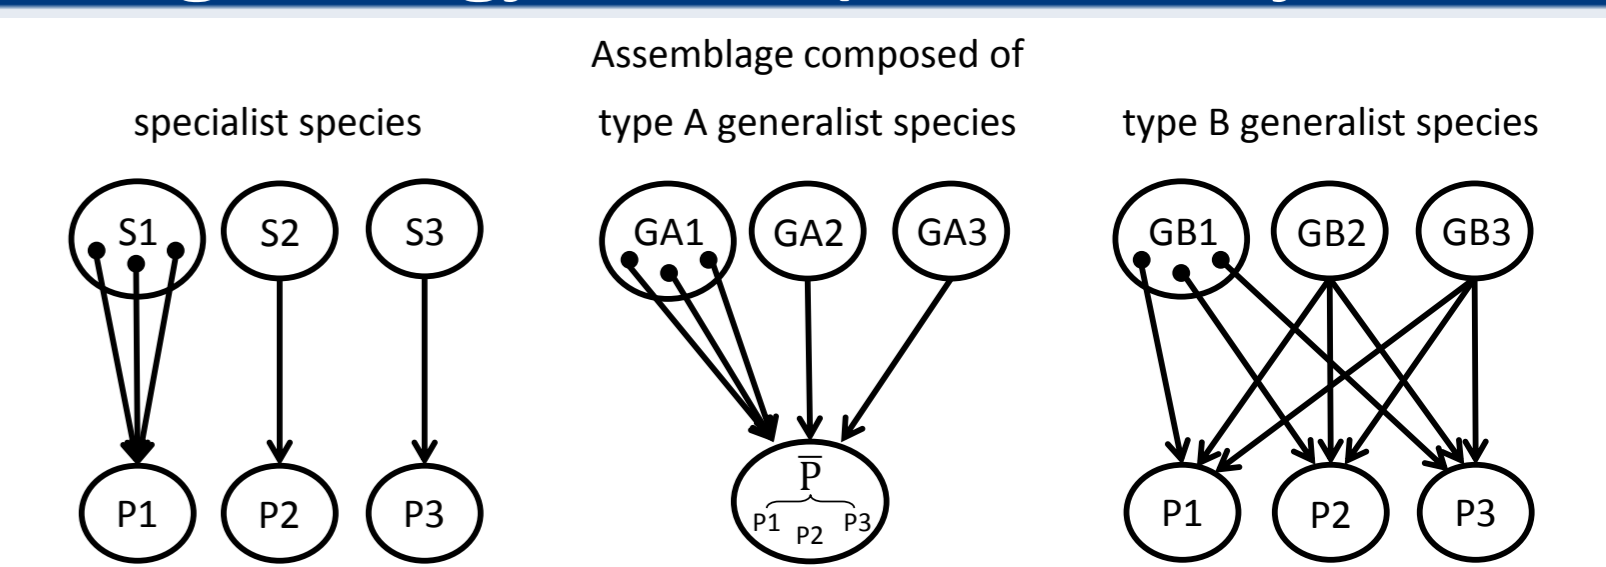 Assemblage composed of
specialist species
type A generalist species
type B generalist species
S1 S2 S3
GA1 GA2 GA3
GB1 GB2 GB3
P̅
P1 P2 P3
P1 P2 P3
P1 P2 P3